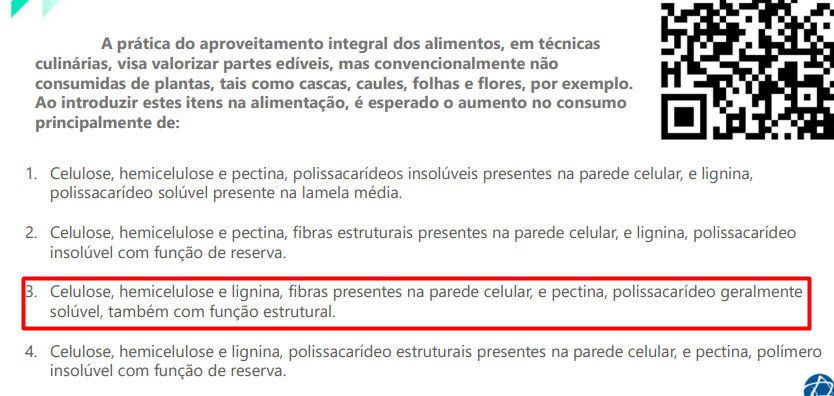 A prática do aproveitamento integral dos alimentos, em técnicas
culinárias, visa valorizar partes edíveis, mas convencionalmente não
consumidas de plantas, tais como cascas, caules, folhas e flores, por exemplo.
Ao introduzir estes itens na alimentação, é esperado o aumento no consumo
principalmente de:
1. Celulose, hemicelulose e pectina, polissacarídeos insolúveis presentes na parede celular, e lignina,
polissacarídeo solúvel presente na lamela média.
2. Celulose, hemicelulose e pectina, fibras estruturais presentes na parede celular, e lignina, polissacarídeo
insolúvel com função de reserva.
3. Celulose, hemicelulose e lignina, fibras presentes na parede celular, e pectina, polissacarídeo geralmente
solúvel, também com função estrutural.
4. Celulose, hemicelulose e lignina, polissacarídeo estruturais presentes na parede celular, e pectina, polímero
insolúvel com função de reserva.